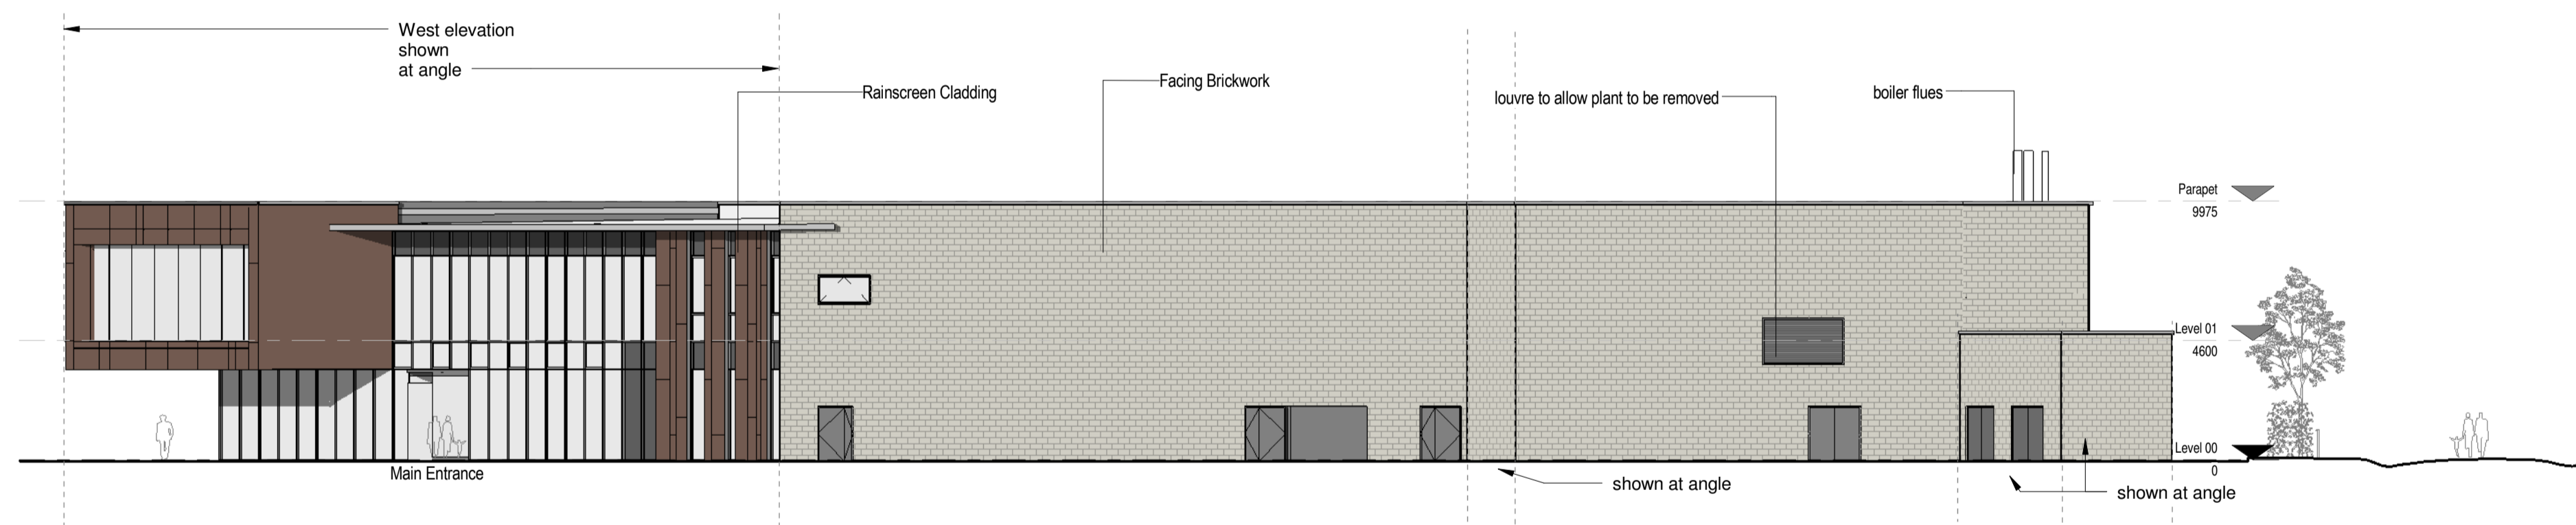 West elevation
shown
at angle
Rainscreen Cladding
Facing Brickwork
louvre to allow plant to be removed
boiler flues
Parapet
9975
Level 01
4600
Level 00
0
Main Entrance
shown at angle
shown at angle